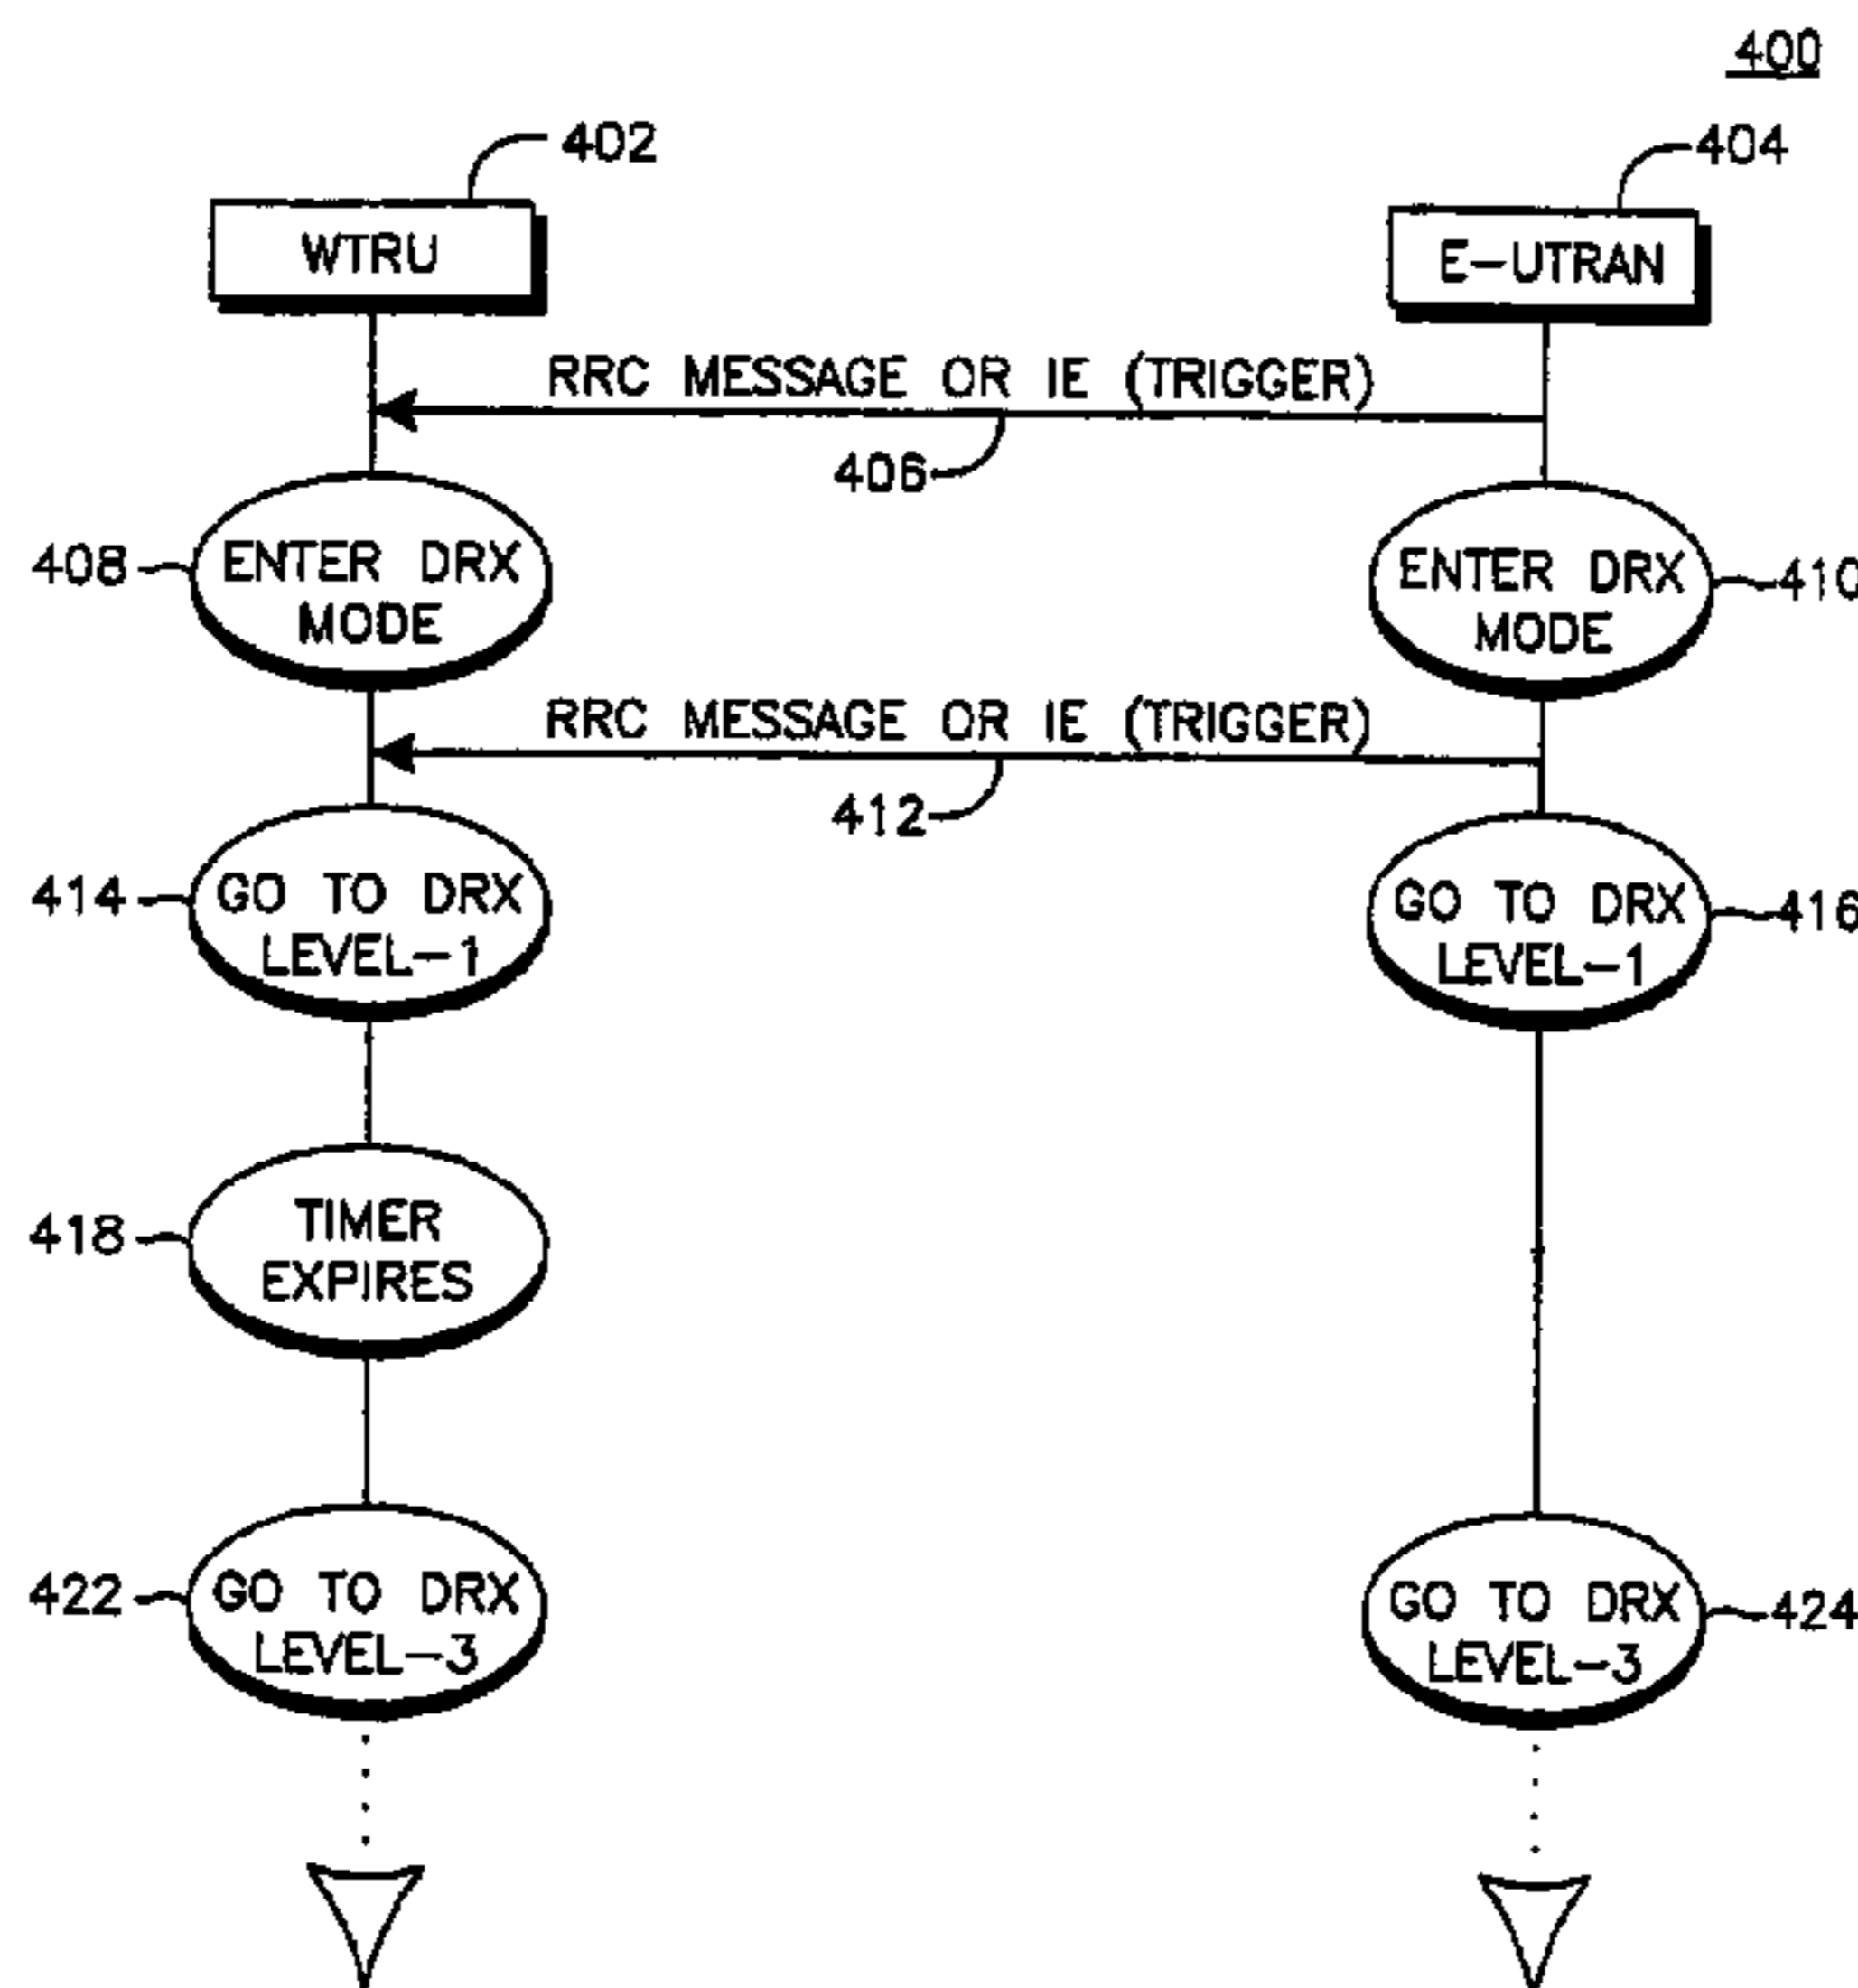 400
402
404
WTRU
E-UTRAN
RRC MESSAGE OR IE (TRIGGER)
406
408
ENTER DRX
MODE
ENTER DRX
MODE
410
RRC MESSAGE OR IE (TRIGGER)
412
414
GO TO DRX
LEVEL-1
GO TO DRX
LEVEL-1
416
418
TIMER
EXPIRES
422
GO TO DRX
LEVEL-3
GO TO DRX
LEVEL-3
424